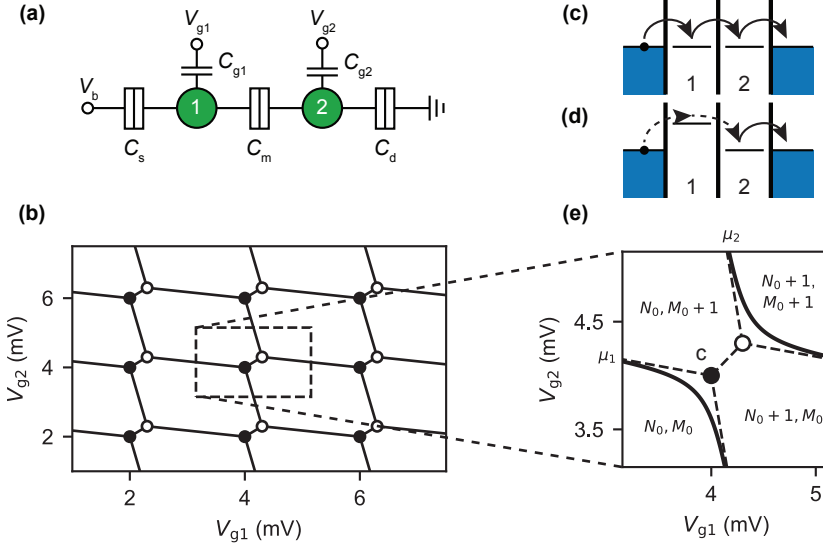 (a)
V_g1
V_g2
C_g1
C_g2
V_b
1
2
C_s
C_m
C_d
(c)
1
2
(d)
1
2
(b)
6
4
2
V_g2 (mV)
2
4
6
V_g1 (mV)
(e)
μ_2
N_0 + 1,
M_0 + 1
N_0, M_0 + 1
4.5
μ_1
C
V_g2 (mV)
N_0, M_0
N_0 + 1, M_0
3.5
4
5
V_g1 (mV)